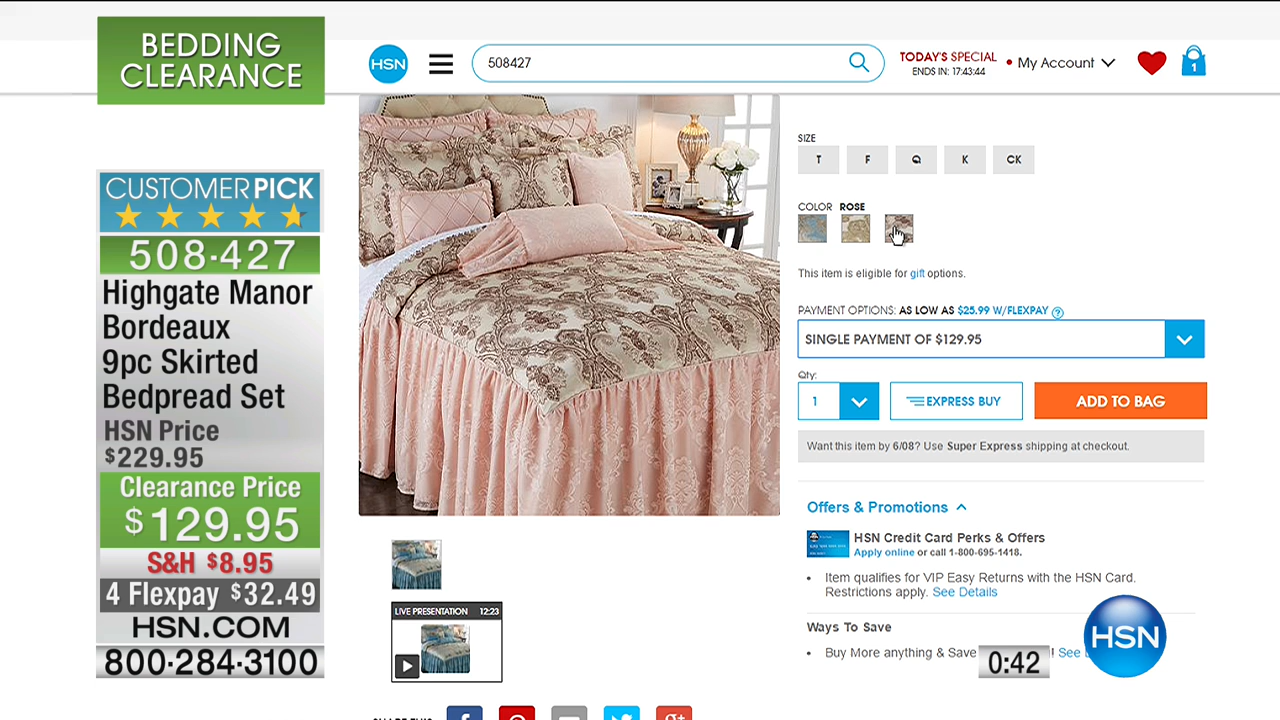 BEDDING
CLEARANCE
CUSTOMER PICK
508-427
Highgate Manor
Bordeaux
9pc Skirted
Bedpread Set
HSN Price
$229.95
Clearance Price
$129.95
S&H $8.95
4 Flexpay $32.49
HSN.COM
800-284-3100
HSN
508427
TODAY'S SPECIAL
ENDS IN: 17:43:44
My Account
1
SIZE
T F Q K CK
COLOR ROSE
This item is eligible for gift options.
PAYMENT OPTIONS: AS LOW AS $25.99 W/FLEXPAY ?
SINGLE PAYMENT OF $129.95
Qty:
1
EXPRESS BUY
ADD TO BAG
Want this item by 6/08? Use Super Express shipping at checkout.
Offers & Promotions
HSN Credit Card Perks & Offers
Apply online or call 1-800-695-1418.
• Item qualifies for VIP Easy Returns with the HSN Card.
Restrictions apply. See Details
Ways To Save
• Buy More anything & Save ! See
LIVE PRESENTATION 12:23
0:42
HSN